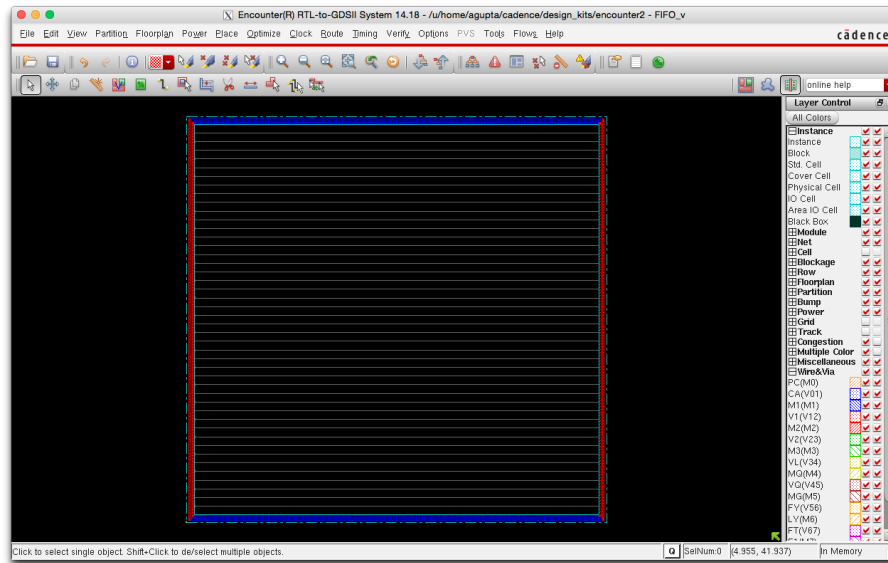 Encounter(R) RTL-to-GDSII System 14.18 - /u/home/agupta/cadence/design_kits/encounter2 - FIFO_v
File Edit View Partition Floorplan Power Place Optimize Clock Route Timing Verify Options PVS Tools Flows Help
cādence
online help
Layer Control
All Colors
Instance
Instance
Block
Std. Cell
Cover Cell
Physical Cell
IO Cell
Area IO Cell
Black Box
Module
Net
Cell
Blockage
Row
Floorplan
Partition
Bump
Power
Grid
Track
Congestion
Multiple Color
Miscellaneous
Wire&Via
PC(M0)
CA(V01)
M1(M1)
V1(V12)
M2(M2)
V2(V23)
M3(M3)
VL(V34)
MQ(M4)
VQ(V45)
MG(M5)
FY(V56)
LY(M6)
FT(V67)
Click to select single object. Shift+Click to de/select multiple objects.
Q SelNum:0 (4.955, 41.937) In Memory